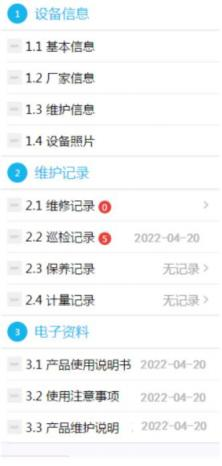 1 设备信息
1.1 基本信息
1.2 厂家信息
1.3 维护信息
1.4 设备照片
2 维护记录
2.1 维修记录 0 >
2.2 巡检记录 5 2022-04-20
2.3 保养记录 无记录 >
2.4 计量记录 无记录 >
3 电子资料
3.1 产品使用说明书 2022-04-20
3.2 使用注意事项 2022-04-20
3.3 产品维护说明 2022-04-20